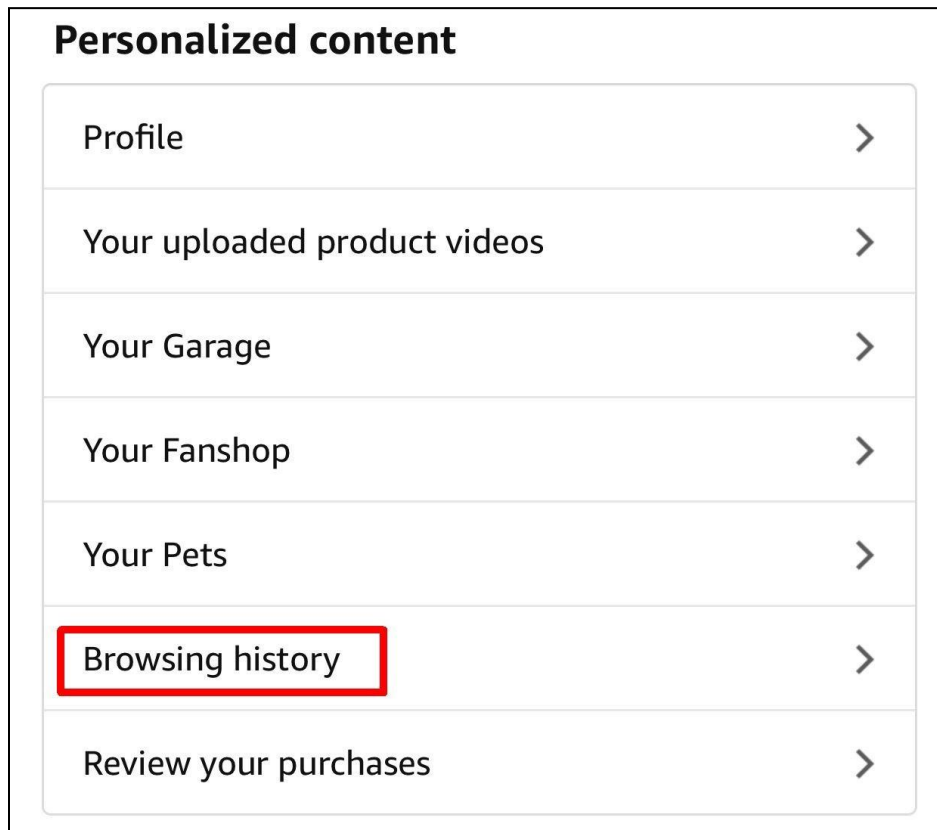 Personalized content
Profile
Your uploaded product videos
Your Garage
Your Fanshop
Your Pets
Browsing history
Review your purchases